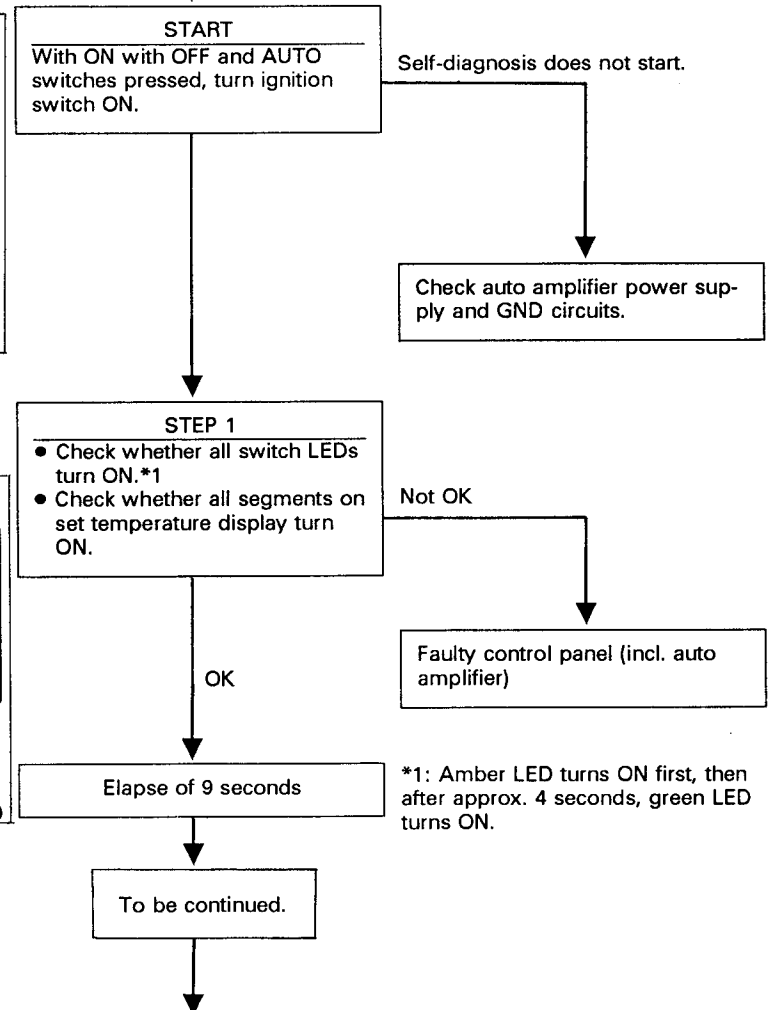 START
With ON with OFF and AUTO
switches pressed, turn ignition
switch ON.
Self-diagnosis does not start.
Check auto amplifier power sup-
ply and GND circuits.
STEP 1
● Check whether all switch LEDs
turn ON.*1
● Check whether all segments on
set temperature display turn
ON.
Not OK
Faulty control panel (incl. auto
amplifier)
OK
Elapse of 9 seconds
*1: Amber LED turns ON first, then
after approx. 4 seconds, green LED
turns ON.
To be continued.